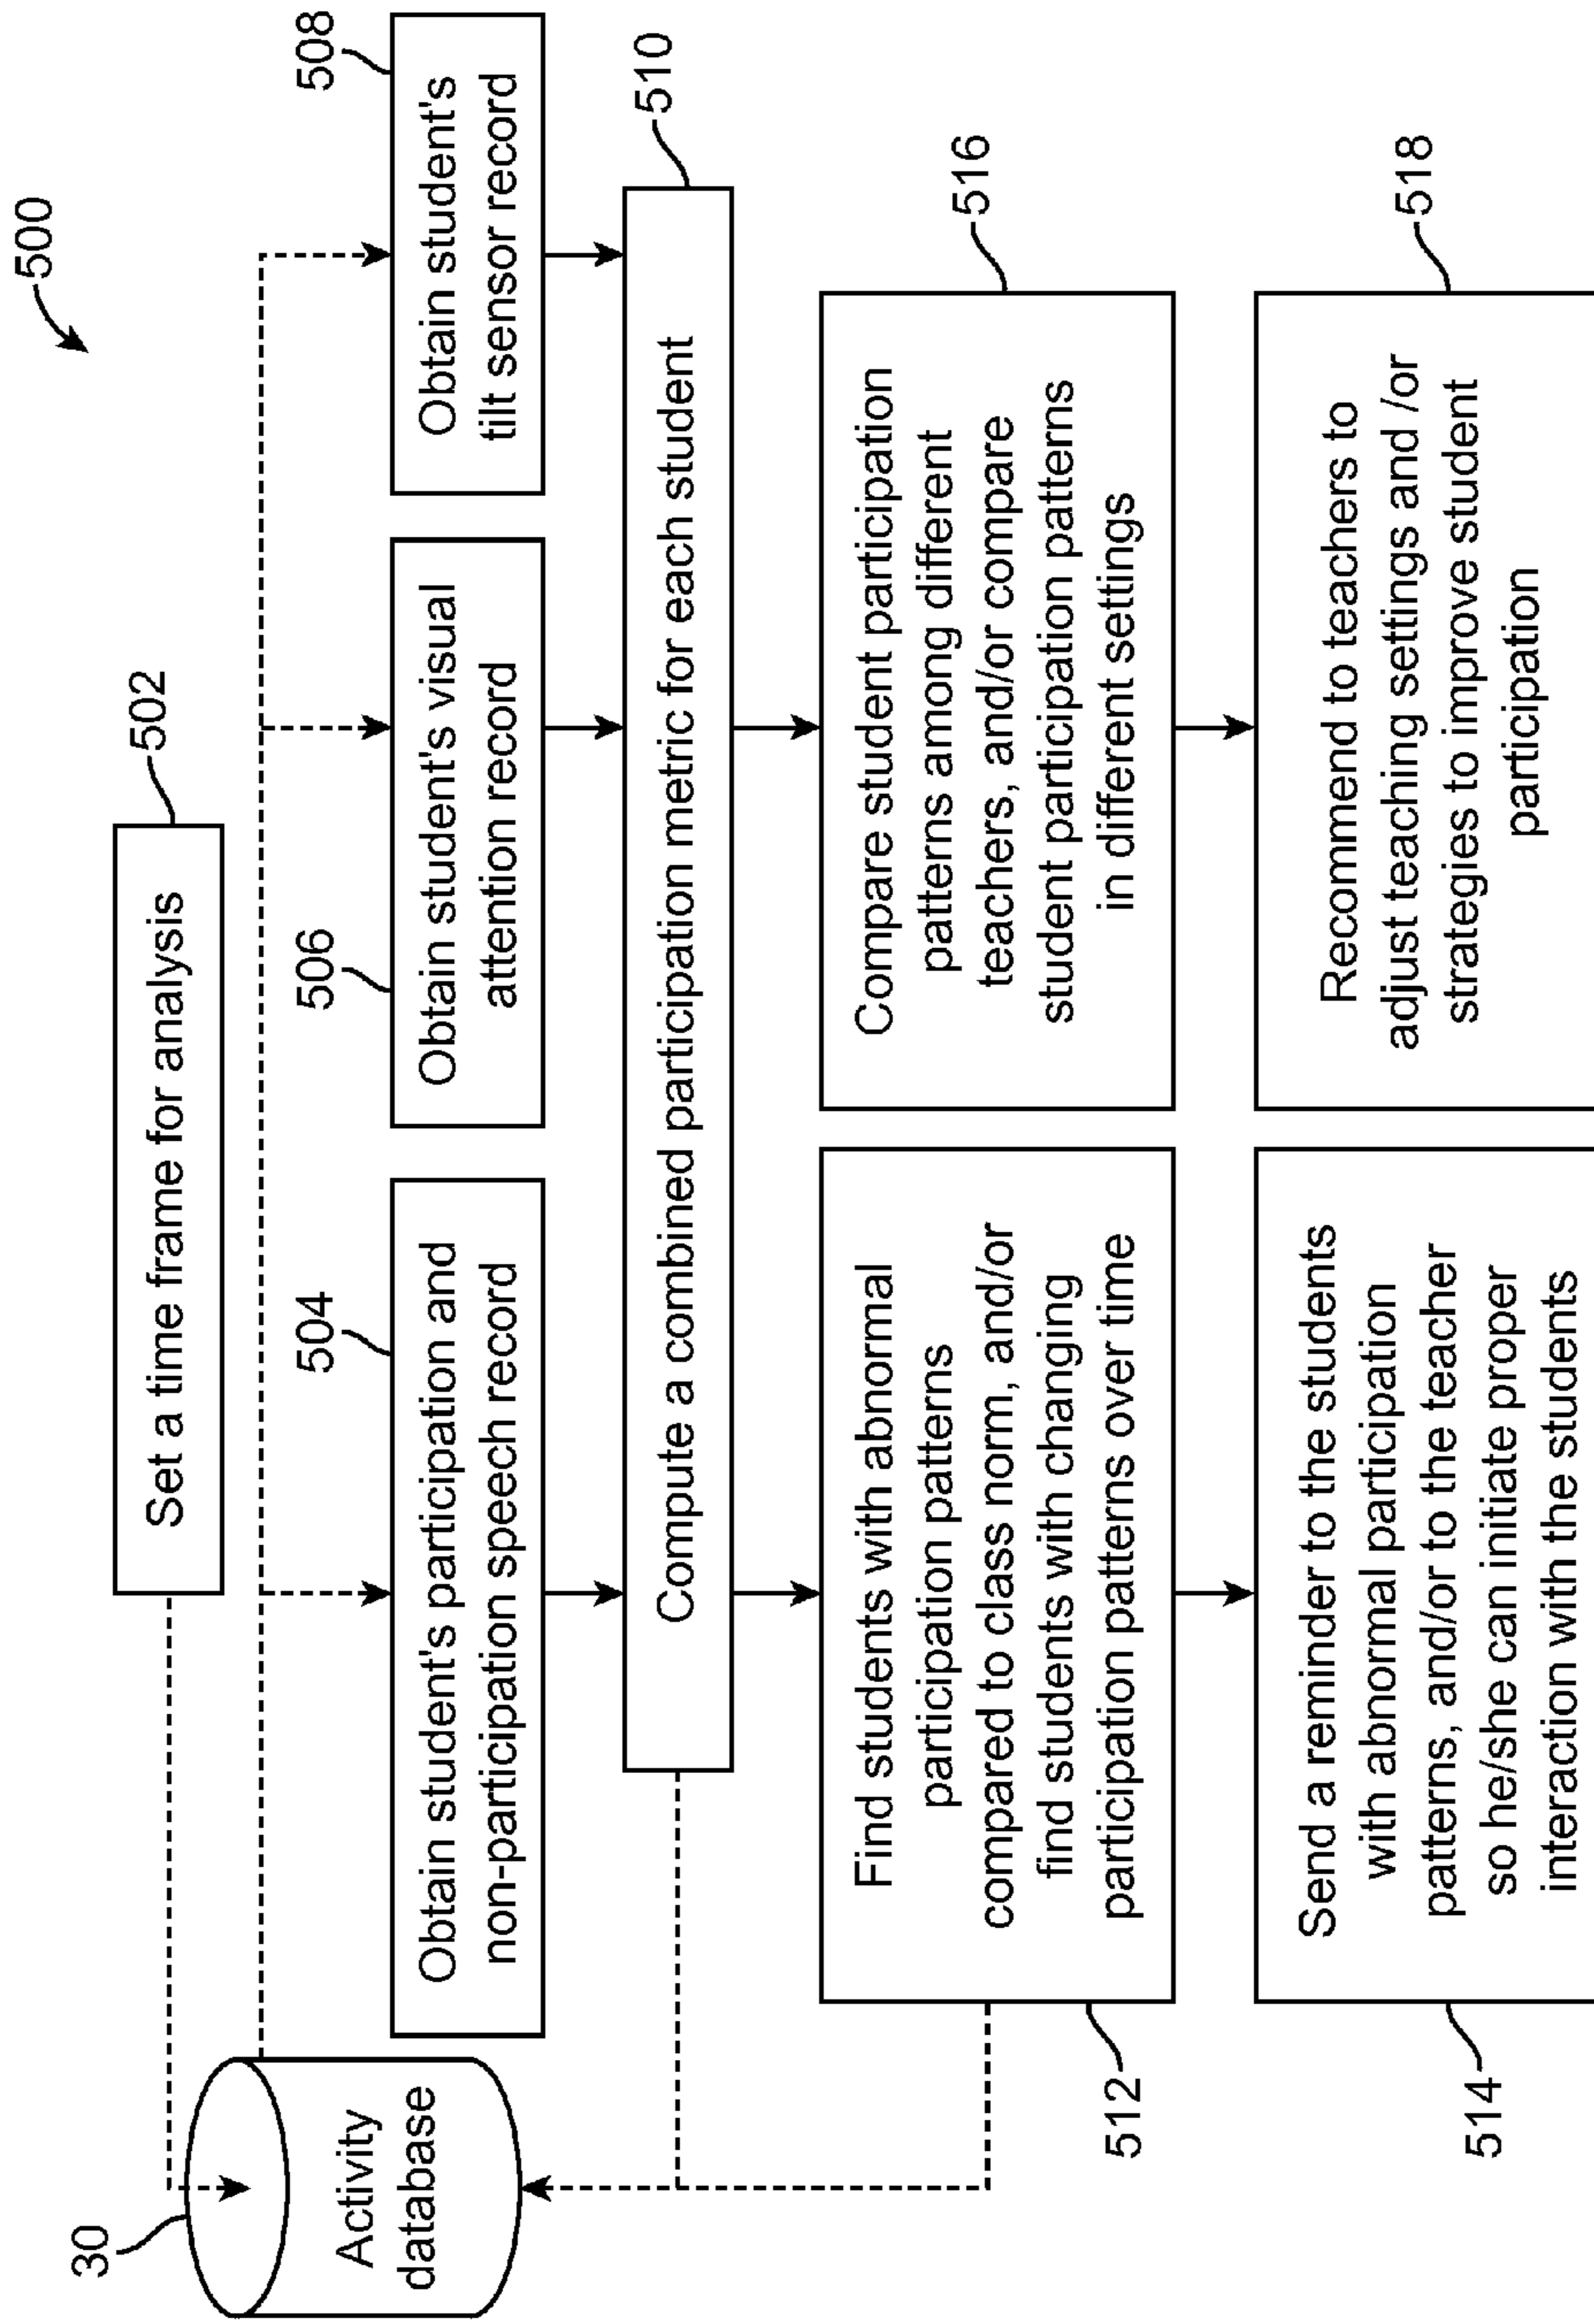 500
502
Set a time frame for analysis
30
Activity
database
504
Obtain student's participation and
non-participation speech record
506
Obtain student's visual
attention record
508
Obtain student's
tilt sensor record
510
Compute a combined participation metric for each student
512
Find students with abnormal
participation patterns
compared to class norm, and/or
find students with changing
participation patterns over time
516
Compare student participation
patterns among different
teachers, and/or compare
student participation patterns
in different settings
514
Send a reminder to the students
with abnormal participation
patterns, and/or to the teacher
so he/she can initiate proper
interaction with the students
518
Recommend to teachers to
adjust teaching settings and /or
strategies to improve student
participation